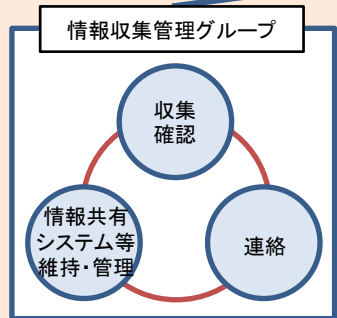 情報収集管理グループ
収集
確認
情報共有
システム等
維持・管理
連絡